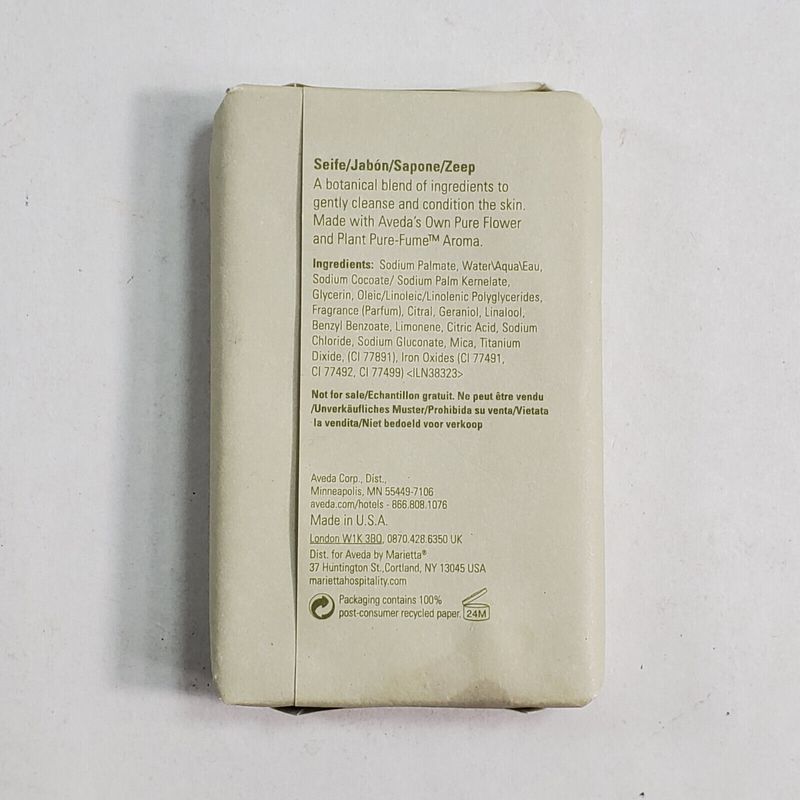 Seife/Jabón/Sapone/Zeep
A botanical blend of ingredients to
gently cleanse and condition the skin.
Made with Aveda's Own Pure Flower
and Plant Pure-Fume™ Aroma.
Ingredients: Sodium Palmate, Water\Aqua\Eau,
Sodium Cocoate/ Sodium Palm Kernelate,
Glycerin, Oleic/Linoleic/Linolenic Polyglycerides,
Fragrance (Parfum), Citral, Geraniol, Linalool,
Benzyl Benzoate, Limonene, Citric Acid, Sodium
Chloride, Sodium Gluconate, Mica, Titanium
Dixide, (CI 77891), Iron Oxides (CI 77491,
CI 77492, CI 77499) <ILN38323>
Not for sale/Echantillon gratuit. Ne peut être vendu
/Unverkäufliches Muster/Prohibida su venta/Vietata
la vendita/Niet bedoeld voor verkoop
Aveda Corp., Dist.,
Minneapolis, MN 55449-7106
aveda.com/hotels - 866.808.1076
Made in U.S.A.
London W1K 3BQ, 0870.428.6350 UK
Dist. for Aveda by Marietta®
37 Huntington St.,Cortland, NY 13045 USA
mariettahospitality.com
Packaging contains 100%
post-consumer recycled paper. 24M